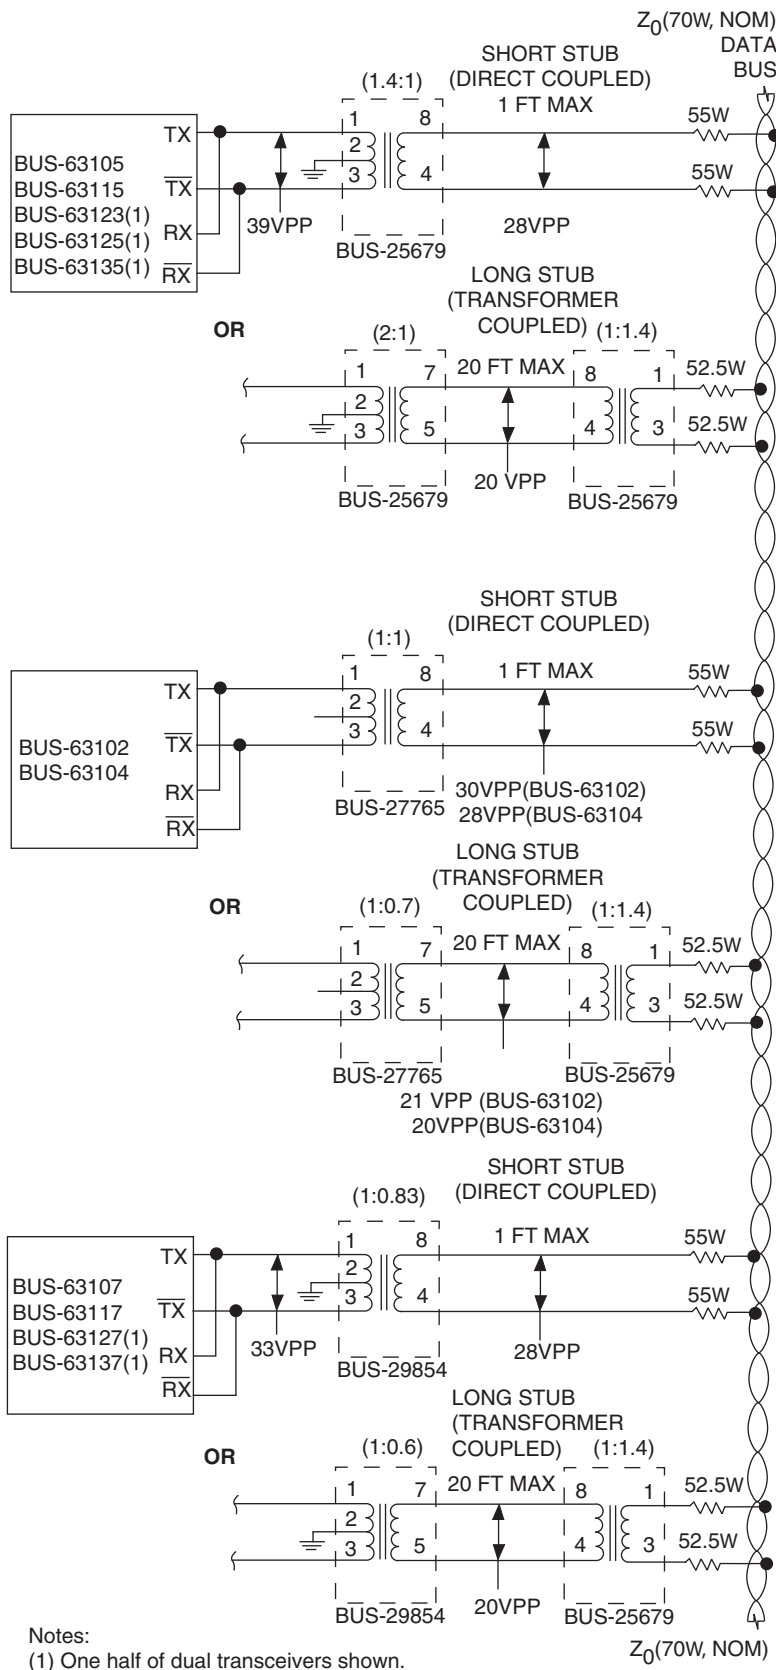 Z0(70W, NOM)
DATA
BUS
SHORT STUB
(DIRECT COUPLED)
1 FT MAX
(1.4:1)
55W
55W
BUS-63105
BUS-63115
BUS-63123(1)
BUS-63125(1)
BUS-63135(1)
TX
T̅X̅
RX
R̅X̅
1
2
3
8
4
39VPP
28VPP
BUS-25679
OR
LONG STUB
(TRANSFORMER
COUPLED)
(2:1)
20 FT MAX
(1:1.4)
1
2
3
7
5
8
4
1
3
52.5W
52.5W
20 VPP
BUS-25679
BUS-25679
SHORT STUB
(DIRECT COUPLED)
(1:1)
1 FT MAX
55W
55W
BUS-63102
BUS-63104
TX
T̅X̅
RX
R̅X̅
1
2
3
8
4
30VPP(BUS-63102)
28VPP(BUS-63104
BUS-27765
OR
LONG STUB
(TRANSFORMER
COUPLED)
(1:0.7)
20 FT MAX
(1:1.4)
1
2
3
7
5
8
4
1
3
52.5W
52.5W
BUS-27765
BUS-25679
21 VPP (BUS-63102)
20VPP(BUS-63104)
SHORT STUB
(DIRECT COUPLED)
(1:0.83)
1 FT MAX
55W
55W
BUS-63107
BUS-63117
BUS-63127(1)
BUS-63137(1)
TX
T̅X̅
RX
R̅X̅
1
2
3
8
4
33VPP
28VPP
BUS-29854
OR
LONG STUB
(TRANSFORMER
COUPLED)
(1:0.6)
20 FT MAX
(1:1.4)
1
2
3
7
5
8
4
1
3
52.5W
52.5W
20VPP
BUS-29854
BUS-25679
Z0(70W, NOM)
Notes:
(1) One half of dual transceivers shown.